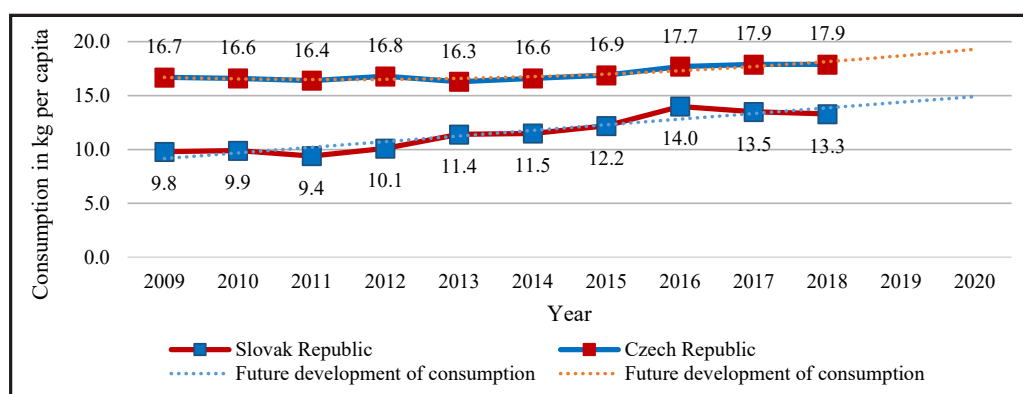 Consumption in kg per capita
20.0
15.0
10.0
5.0
0.0
16.7 16.6 16.4 16.8 16.3 16.6 16.9 17.7 17.9 17.9
9.8 9.9 9.4 10.1 11.4 11.5 12.2 14.0 13.5 13.3
2009 2010 2011 2012 2013 2014 2015 2016 2017 2018 2019 2020
Year
Slovak Republic Czech Republic
Future development of consumption Future development of consumption